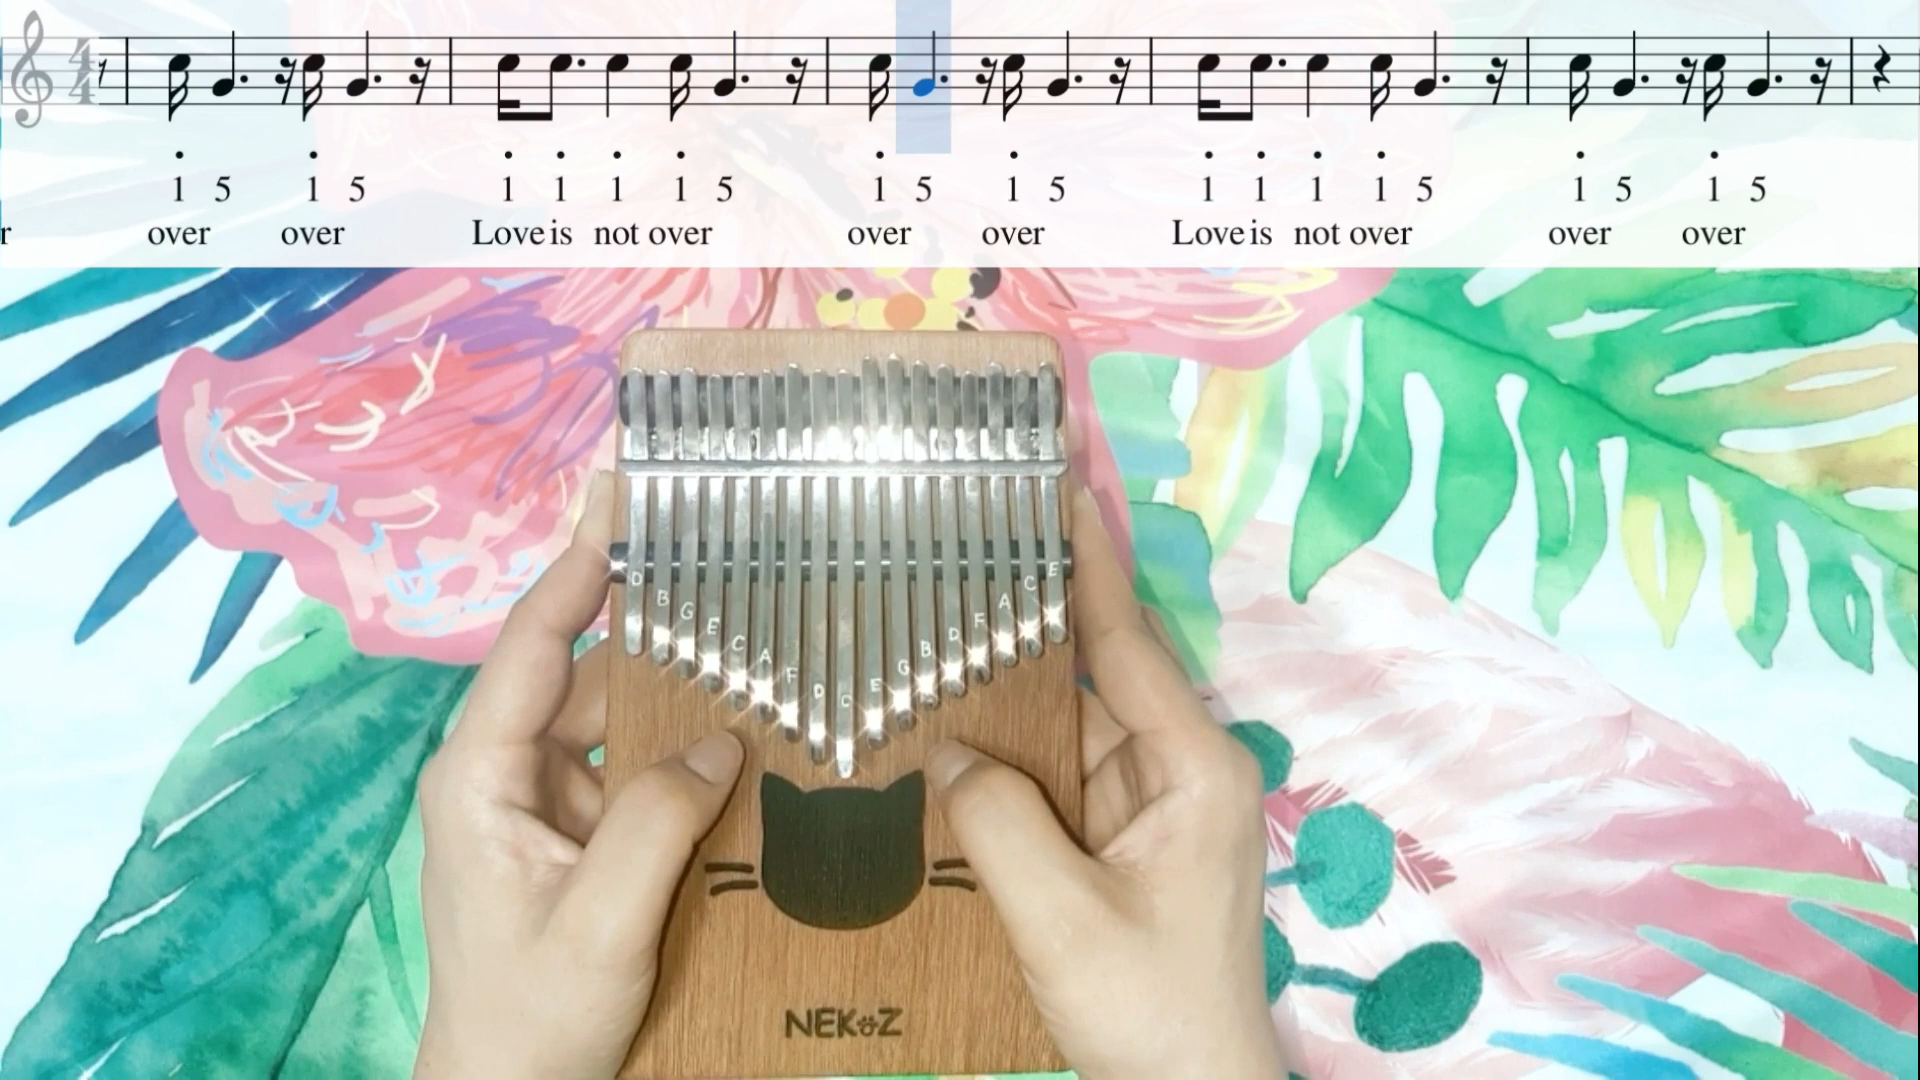 1 5 1 5 1 1 1 1 5 1 5 1 5 1 1 1 1 5 1 5 1 5
r over over Love is not over over over Love is not over over over
D B G E C A F D C E G B D F A C E
NEKOZ